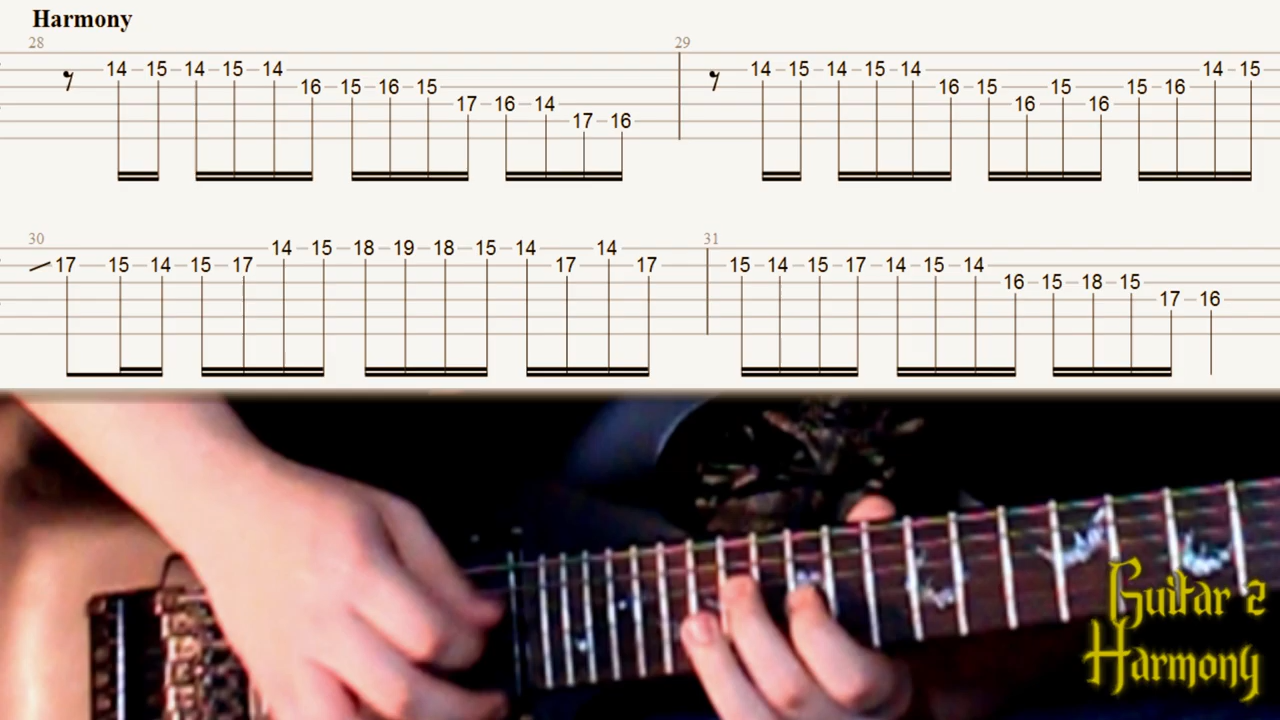 Harmony
28 29
14 15 14 15 14 16 15 16 15 17 16 14 17 16 14 15 14 15 14 16 15 16 15 16 15 16 14 15
30 31
17 15 14 15 17 14 15 18 19 18 15 14 17 14 17 15 14 15 17 14 15 14 16 15 18 15 17 16
Guitar 2
Harmony